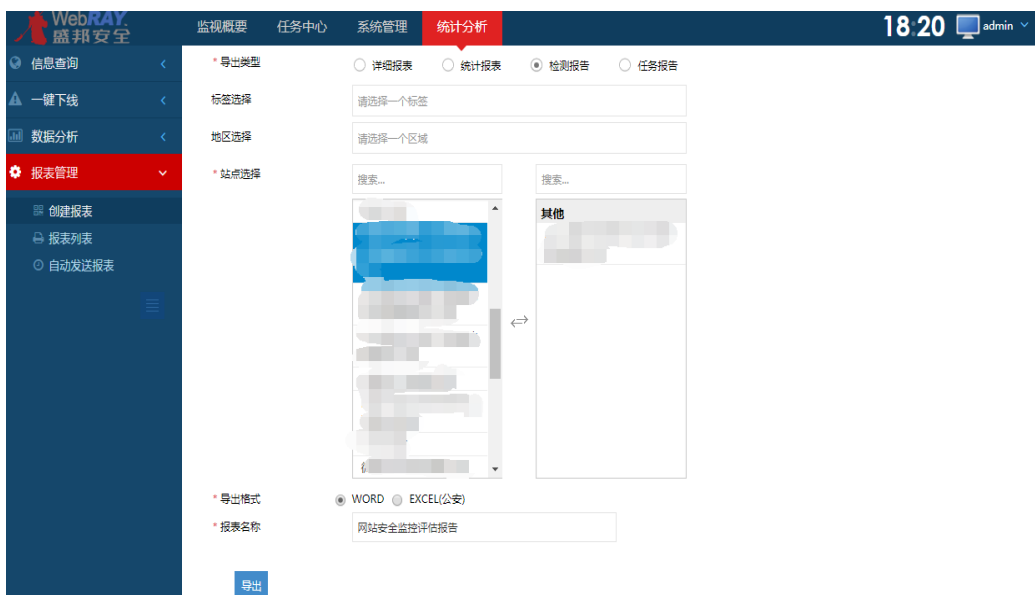 WebRAY.
盛邦安全
监视概要 任务中心 系统管理 统计分析
18:20 admin
信息查询
一键下线
数据分析
报表管理
创建报表
报表列表
自动发送报表
* 导出类型 详细报表 统计报表 检测报告 任务报告
标签选择 请选择一个标签
地区选择 请选择一个区域
* 站点选择 搜索... 搜索...
其他
* 导出格式 WORD EXCEL(公安)
* 报表名称 网站安全监控评估报告
导出